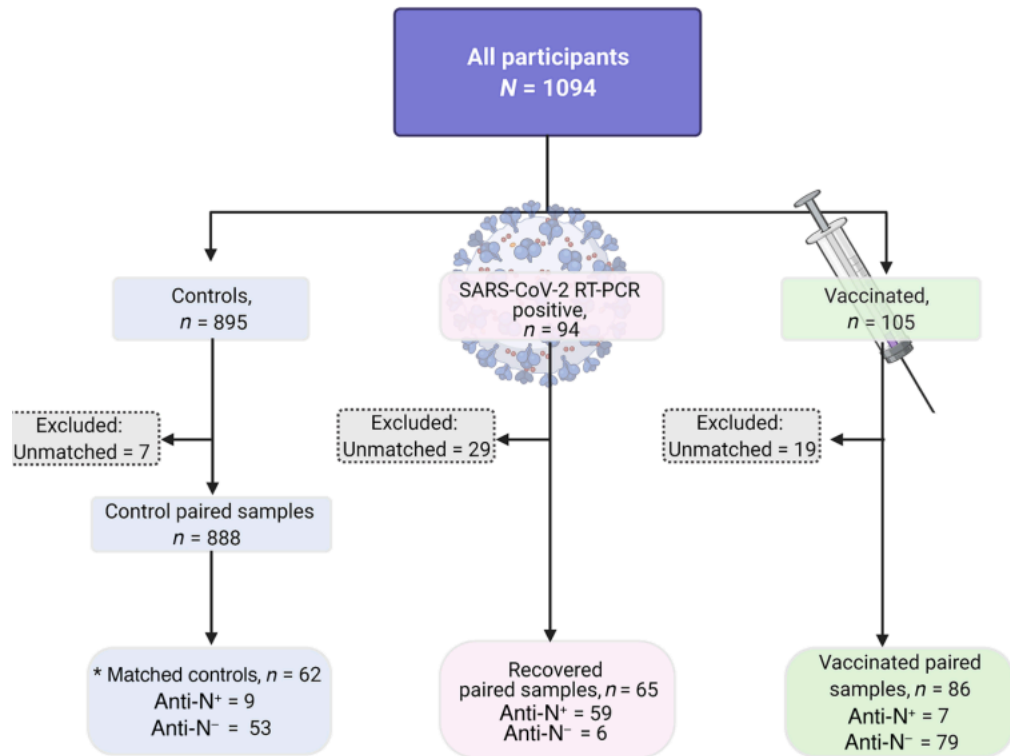 All participants
N = 1094
Controls,
n = 895
SARS-CoV-2 RT-PCR
positive,
n = 94
Vaccinated,
n = 105
Excluded:
Unmatched = 7
Excluded:
Unmatched = 29
Excluded:
Unmatched = 19
Control paired samples
n = 888
* Matched controls, n = 62
Anti-N⁺ = 9
Anti-N⁻ = 53
Recovered
paired samples, n = 65
Anti-N⁺ = 59
Anti-N⁻ = 6
Vaccinated paired
samples, n = 86
Anti-N⁺ = 7
Anti-N⁻ = 79